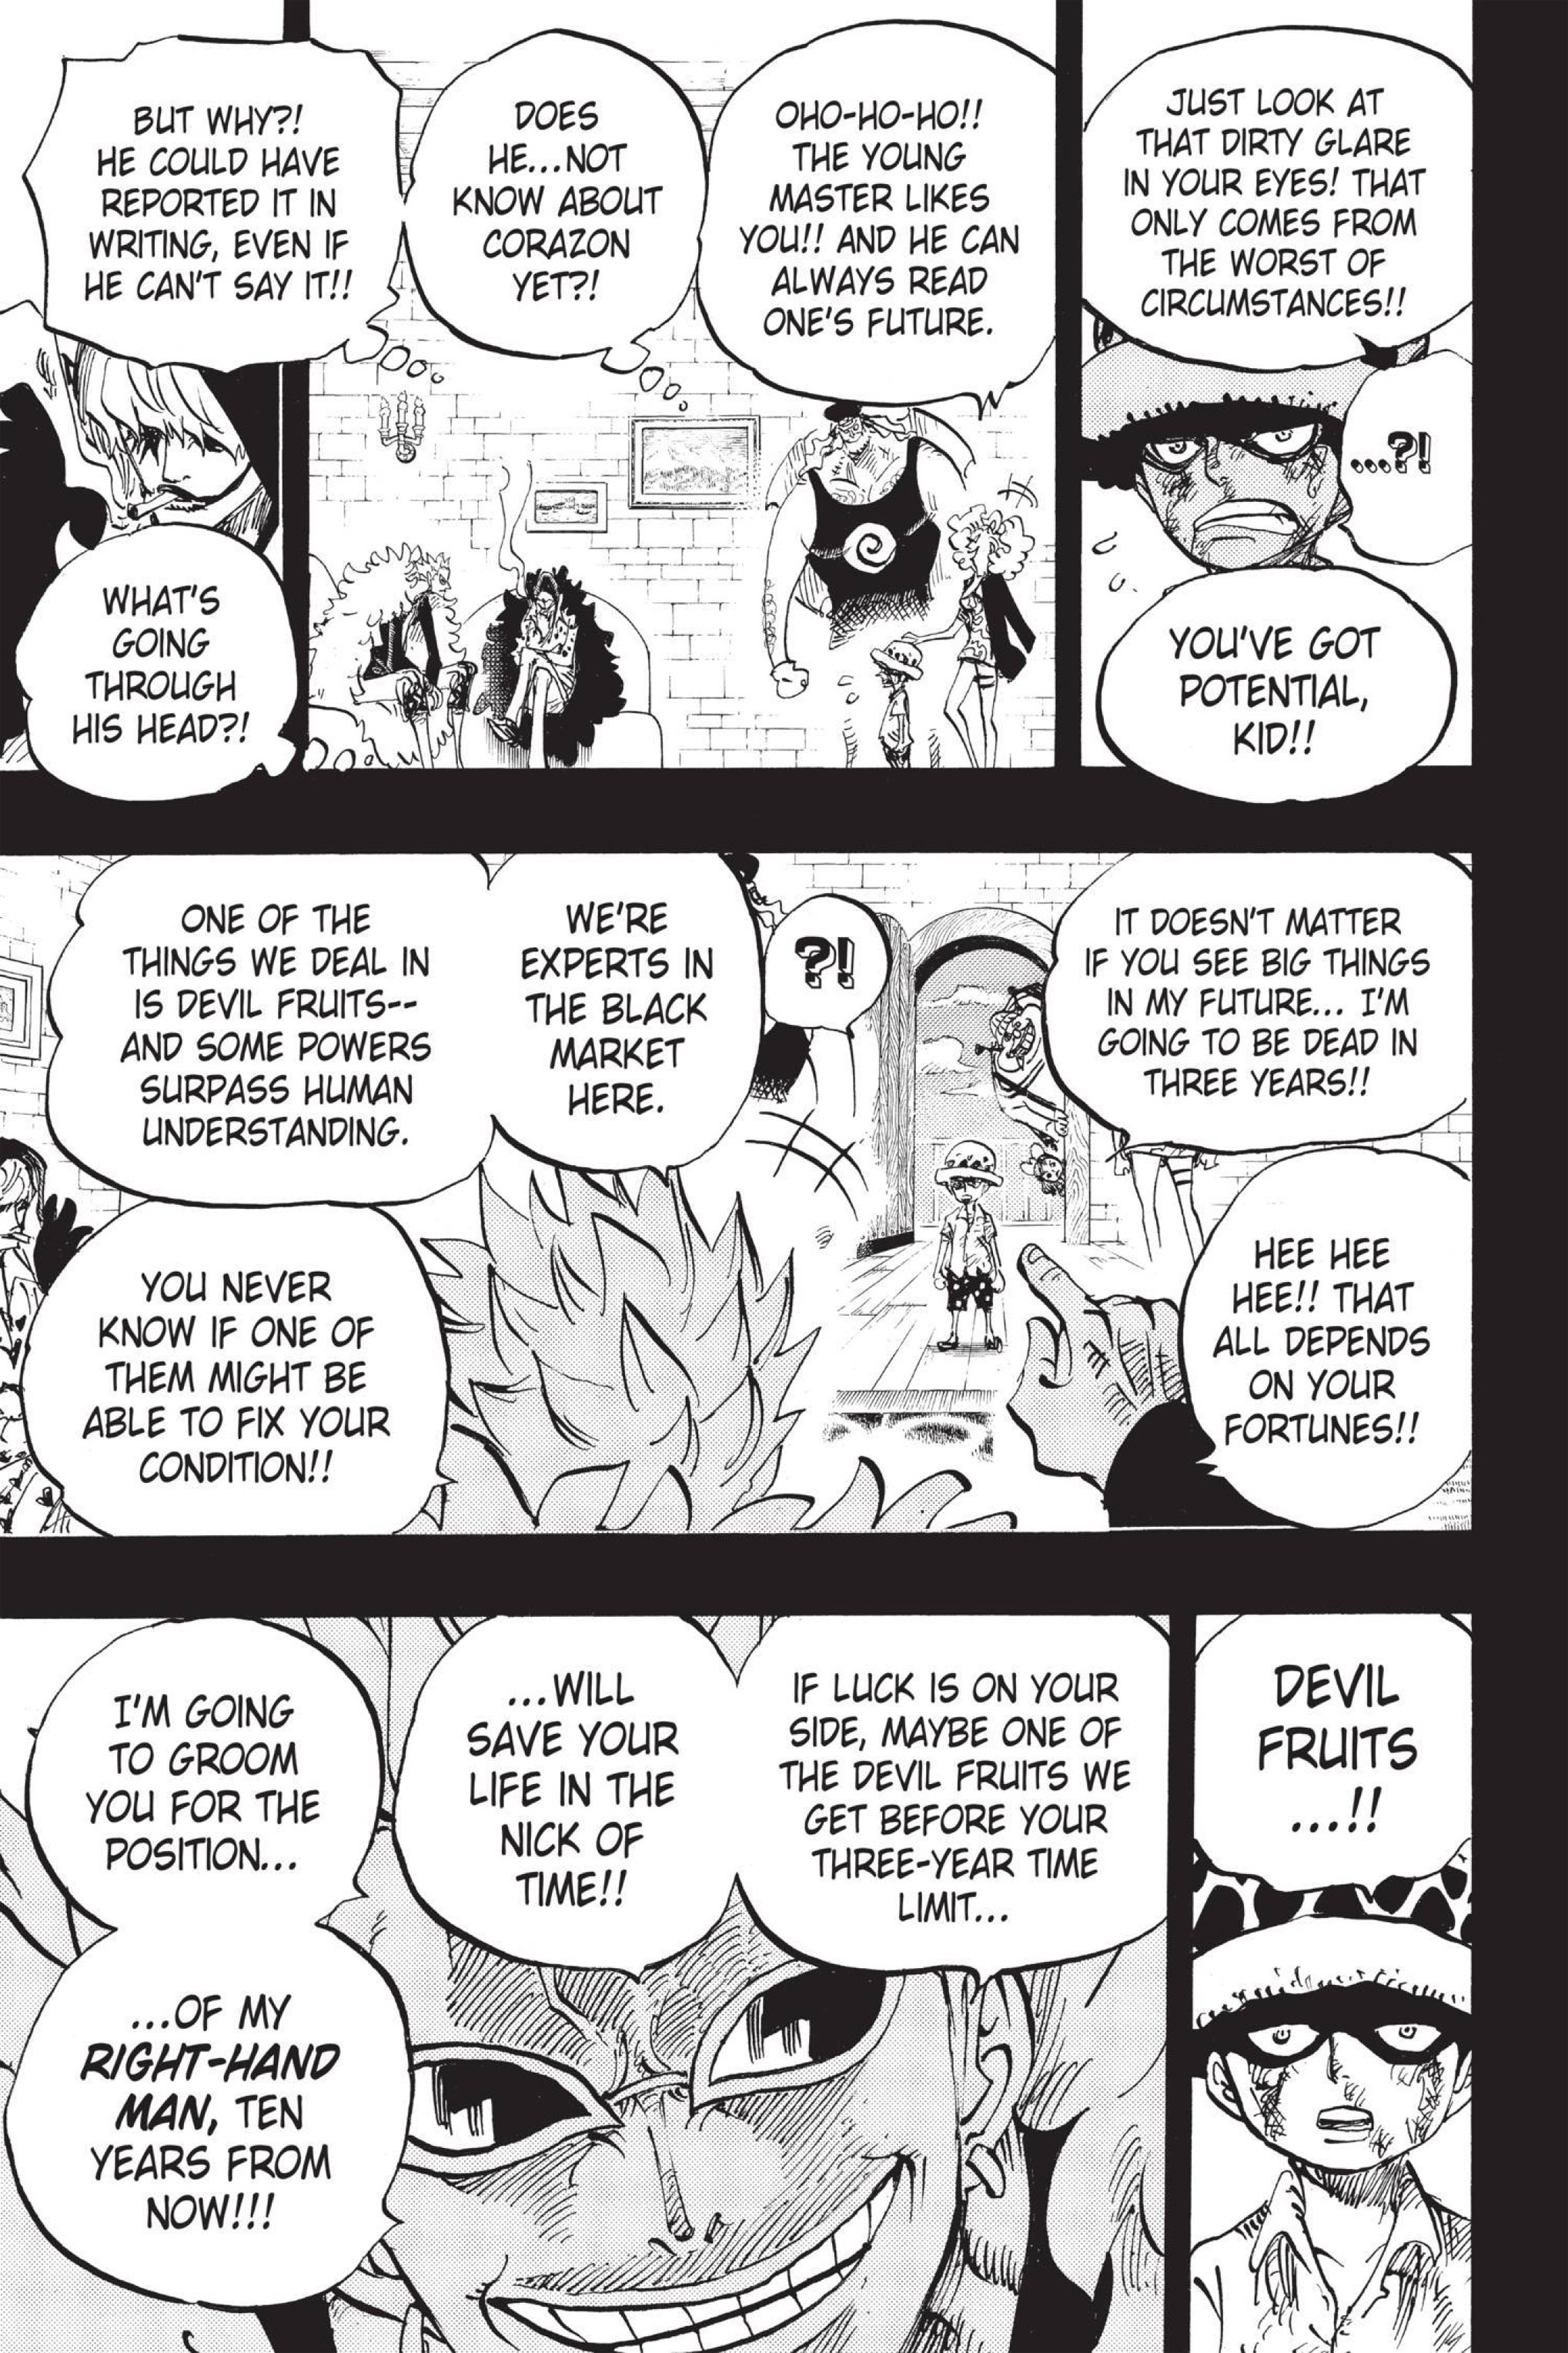 JUST LOOK AT
THAT DIRTY GLARE
IN YOUR EYES! THAT
ONLY COMES FROM
THE WORST OF
CIRCUMSTANCES!!
...?!
YOU'VE GOT
POTENTIAL,
KID!!
OHO-HO-HO!!
THE YOUNG
MASTER LIKES
YOU!! AND HE CAN
ALWAYS READ
ONE'S FUTURE.
DOES
HE...NOT
KNOW ABOUT
CORAZON
YET?!
BUT WHY?!
HE COULD HAVE
REPORTED IT IN
WRITING, EVEN IF
HE CAN'T SAY IT!!
WHAT'S
GOING
THROUGH
HIS HEAD?!
IT DOESN'T MATTER
IF YOU SEE BIG THINGS
IN MY FUTURE... I'M
GOING TO BE DEAD IN
THREE YEARS!!
HEE HEE
HEE!! THAT
ALL DEPENDS
ON YOUR
FORTUNES!!
?!
WE'RE
EXPERTS IN
THE BLACK
MARKET
HERE.
ONE OF THE
THINGS WE DEAL IN
IS DEVIL FRUITS--
AND SOME POWERS
SURPASS HUMAN
UNDERSTANDING.
YOU NEVER
KNOW IF ONE OF
THEM MIGHT BE
ABLE TO FIX YOUR
CONDITION!!
DEVIL
FRUITS
...!!
IF LUCK IS ON YOUR
SIDE, MAYBE ONE OF
THE DEVIL FRUITS WE
GET BEFORE YOUR
THREE-YEAR TIME
LIMIT...
...WILL
SAVE YOUR
LIFE IN THE
NICK OF
TIME!!
I'M GOING
TO GROOM
YOU FOR THE
POSITION...
...OF MY
RIGHT-HAND
MAN, TEN
YEARS FROM
NOW!!!